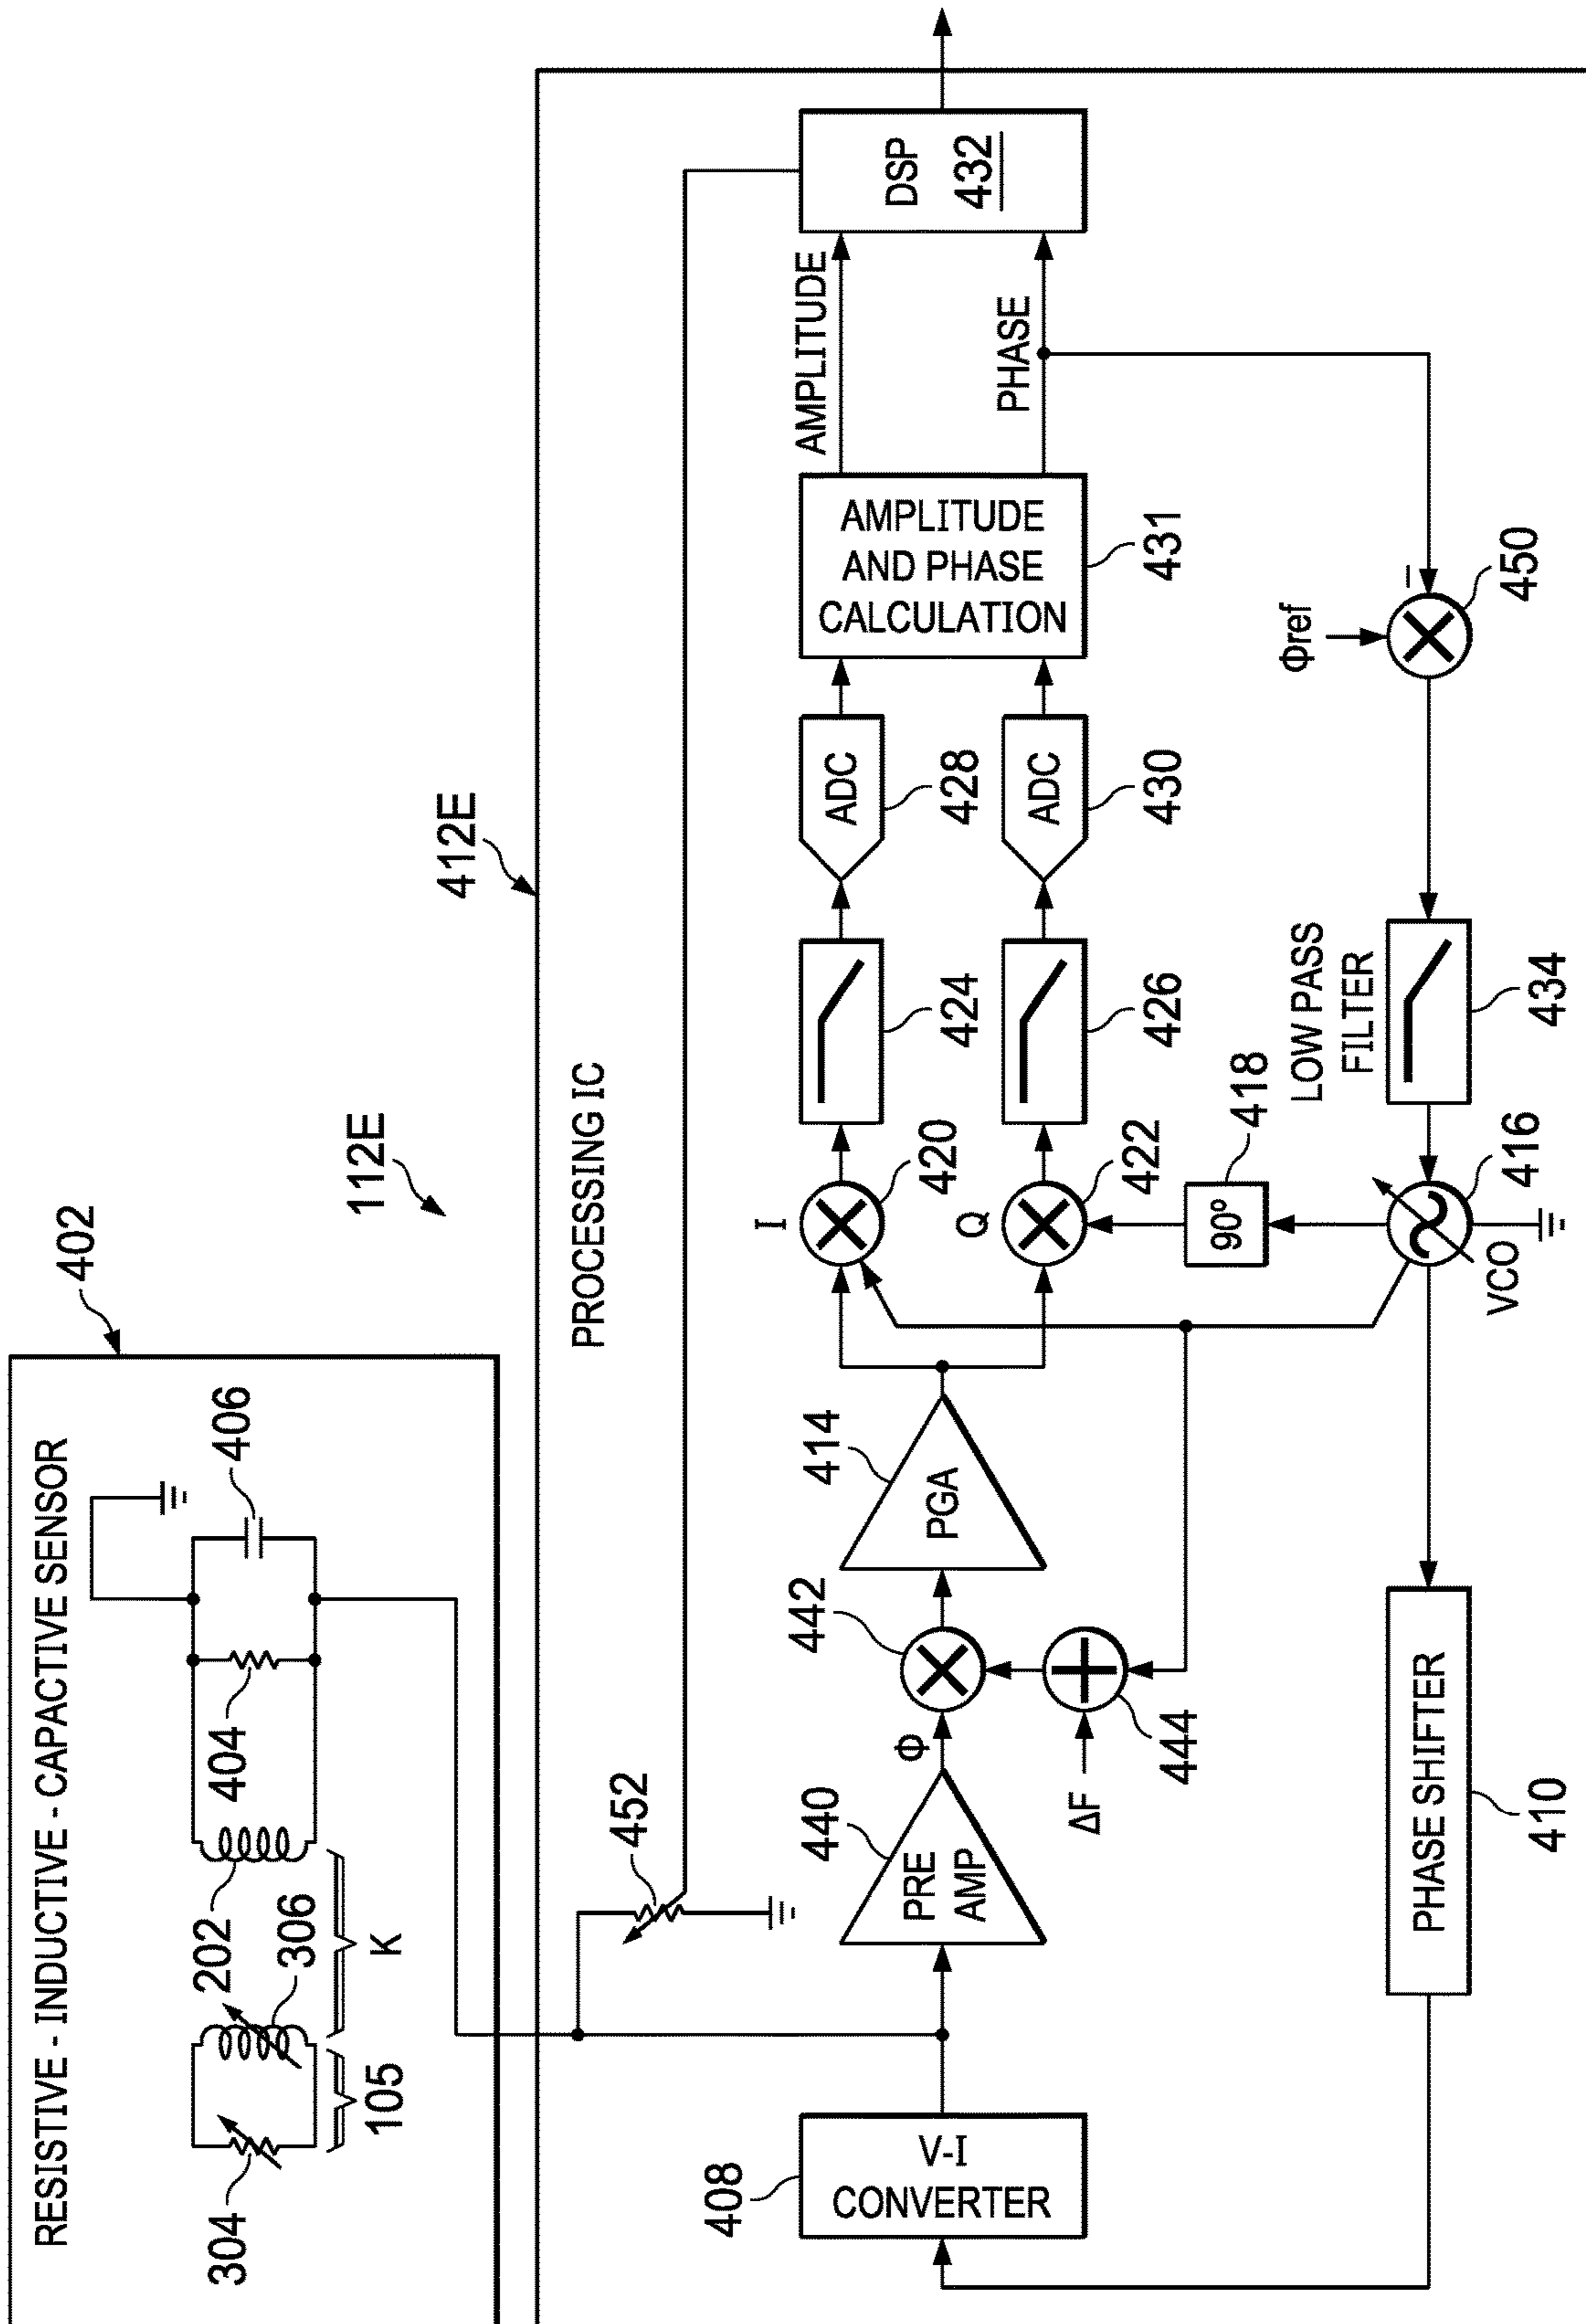 RESISTIVE - INDUCTIVE - CAPACTIVE SENSOR
402
304
105
306
202
K
404
406
112E
412E
PROCESSING IC
452
408
V-I
CONVERTER
440
PRE
AMP
Φ
442
ΔF
444
414
PGA
I
420
Q
422
90º
418
424
426
ADC
428
ADC
430
AMPLITUDE
AND PHASE
CALCULATION
431
AMPLITUDE
PHASE
DSP
432
PHASE SHIFTER
410
VCO
416
LOW PASS
FILTER
434
Φref
–
450